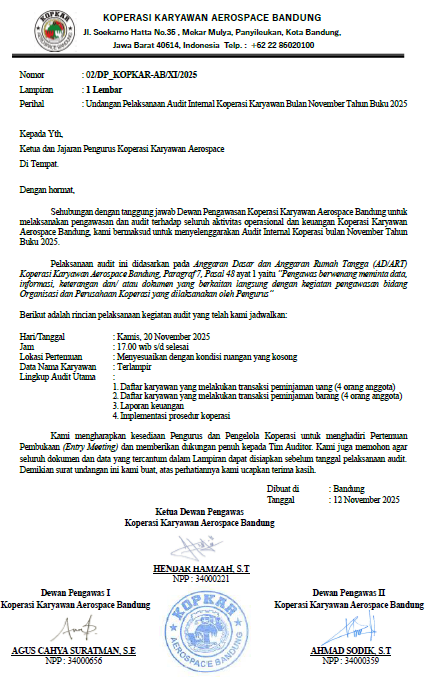 KOPERASI KARYAWAN AEROSPACE BANDUNG
Jl. Soekarno Hatta No.36 , Mekar Mulya, Panyileukan, Kota Bandung,
Jawa Barat 40614, Indonesia Telp. : +62 22 86020100
Nomor : 02/DP_KOPKAR-AB/XI/2025
Lampiran : 1 Lembar
Perihal : Undangan Pelaksanaan Audit Internal Koperasi Karyawan Bulan November Tahun Buku 2025
Kepada Yth,
Ketua dan Jajaran Pengurus Koperasi Karyawan Aerospace
Di Tempat.
Dengan hormat,
Sehubungan dengan tanggung jawab Dewan Pengawasan Koperasi Karyawan Aerospace Bandung untuk
melaksanakan pengawasan dan audit terhadap seluruh aktivitas operasional dan keuangan Koperasi Karyawan
Aerospace Bandung, kami bermaksud untuk menyelenggarakan Audit Internal Koperasi bulan November Tahun
Buku 2025.
Pelaksanaan audit ini didasarkan pada Anggaran Dasar dan Anggaran Rumah Tangga (AD/ART)
Koperasi Karyawan Aerospace Bandung, Paragraf 7, Pasal 48 ayat 1 yaitu "Pengawas berwenang meminta data,
informasi, keterangan dan/ atau dokumen yang berkaitan langsung dengan kegiatan pengawasan bidang
Organisasi dan Perusahaan Koperasi yang dilaksanakan oleh Pengurus"
Berikut adalah rincian pelaksanaan kegiatan audit yang telah kami jadwalkan:
Hari/Tanggal : Kamis, 20 November 2025
Jam : 17.00 wib s/d selesai
Lokasi Pertemuan : Menyesuaikan dengan kondisi ruangan yang kosong
Data Nama Karyawan : Terlampir
Lingkup Audit Utama :
1. Daftar karyawan yang melakukan transaksi peminjaman uang (4 orang anggota)
2. Daftar karyawan yang melakukan transaksi peminjaman barang (4 orang anggota)
3. Laporan keuangan
4. Implementasi prosedur koperasi
Kami mengharapkan kesediaan Pengurus dan Pengelola Koperasi untuk menghadiri Pertemuan
Pembukaan (Entry Meeting) dan memberikan dukungan penuh kepada Tim Auditor. Kami juga memohon agar
seluruh dokumen dan data yang tercantum dalam Lampiran dapat disiapkan sebelum tanggal pelaksanaan audit.
Demikian surat undangan ini kami buat, atas perhatiannya kami ucapkan terima kasih.
Dibuat di : Bandung
Tanggal : 12 November 2025
Ketua Dewan Pengawas
Koperasi Karyawan Aerospace Bandung
HENDAR HAMZAH, S.T
NPP : 34000221
Dewan Pengawas I
Koperasi Karyawan Aerospace Bandung
AGUS CAHYA SURATMAN, S.E
NPP : 34000656
KOPKAR
AEROSPACE BANDUNG
Dewan Pengawas II
Koperasi Karyawan Aerospace Bandung
AHMAD SODIK, S.T
NPP : 34000359